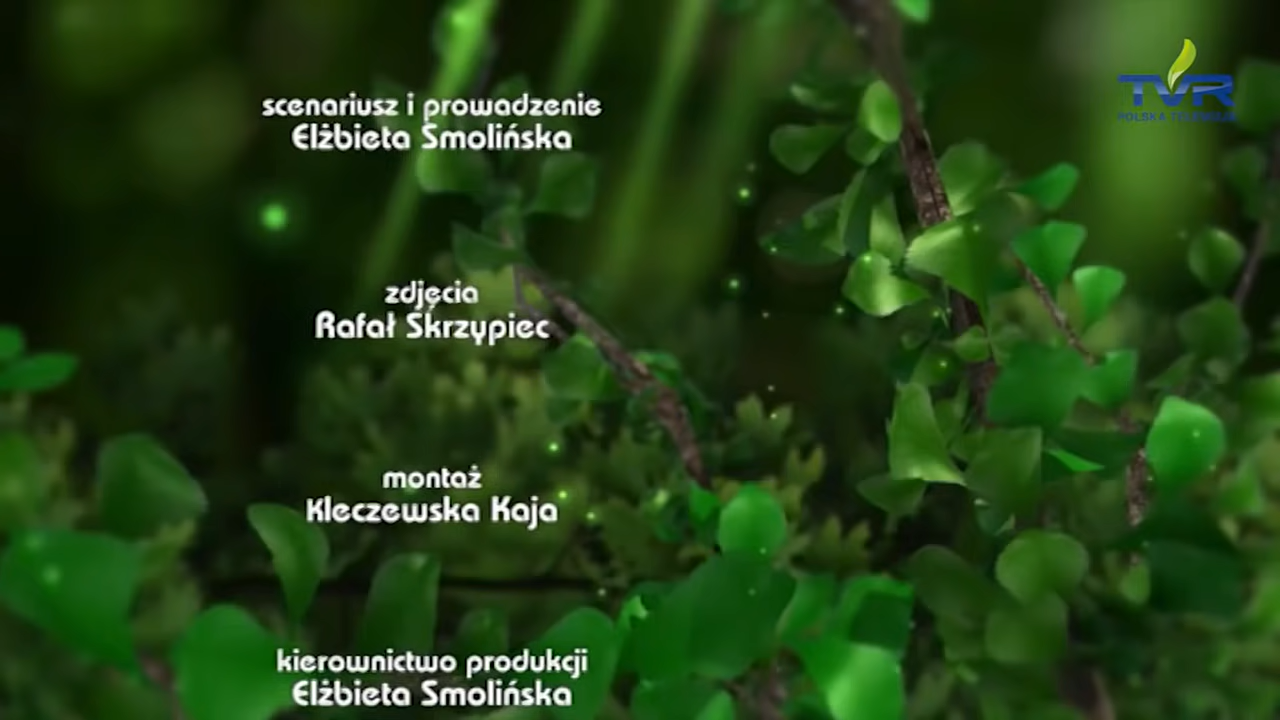 scenariusz i prowadzenie
Elżbieta Smolińska
TVR
POLSKA TELEWIZJA
zdjęcia
Rafał Skrzypiec
montaż
Kleczewska Kaja
kierownictwo produkcji
Elżbieta Smolińska